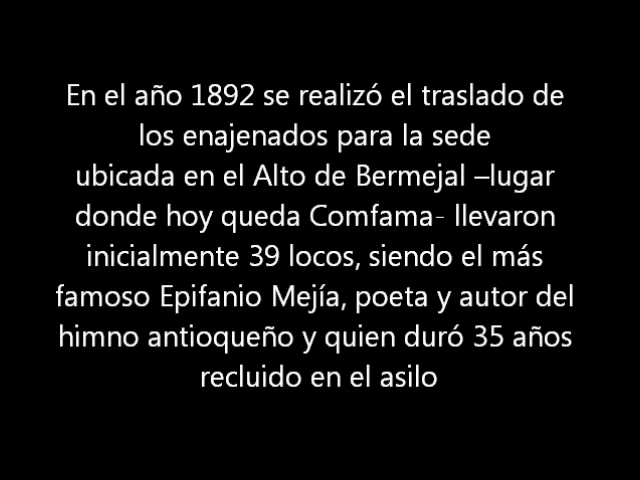 En el año 1892 se realizó el traslado de
los enajenados para la sede
ubicada en el Alto de Bermejal –lugar
donde hoy queda Comfama- llevaron
inicialmente 39 locos, siendo el más
famoso Epifanio Mejía, poeta y autor del
himno antioqueño y quien duró 35 años
recluido en el asilo